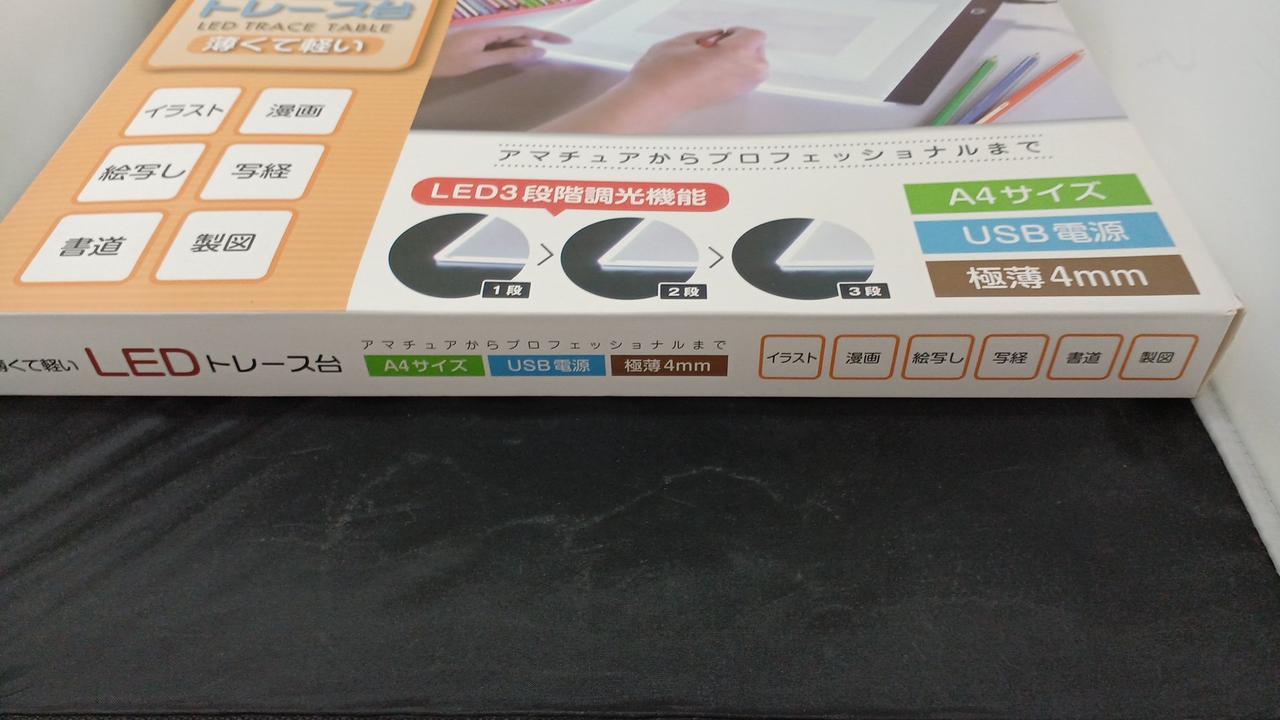 トレース台
LED TRACE TABLE
薄くて軽い
イラスト
漫画
絵写し
写経
書道
製図
アマチュアからプロフェッショナルまで
LED3段階調光機能
1段
2段
3段
A4サイズ
USB電源
極薄4mm
くて軽い LEDトレース台
アマチュアからプロフェッショナルまで
A4サイズ USB電源 極薄4mm
イラスト 漫画 絵写し 写経 書道 製図